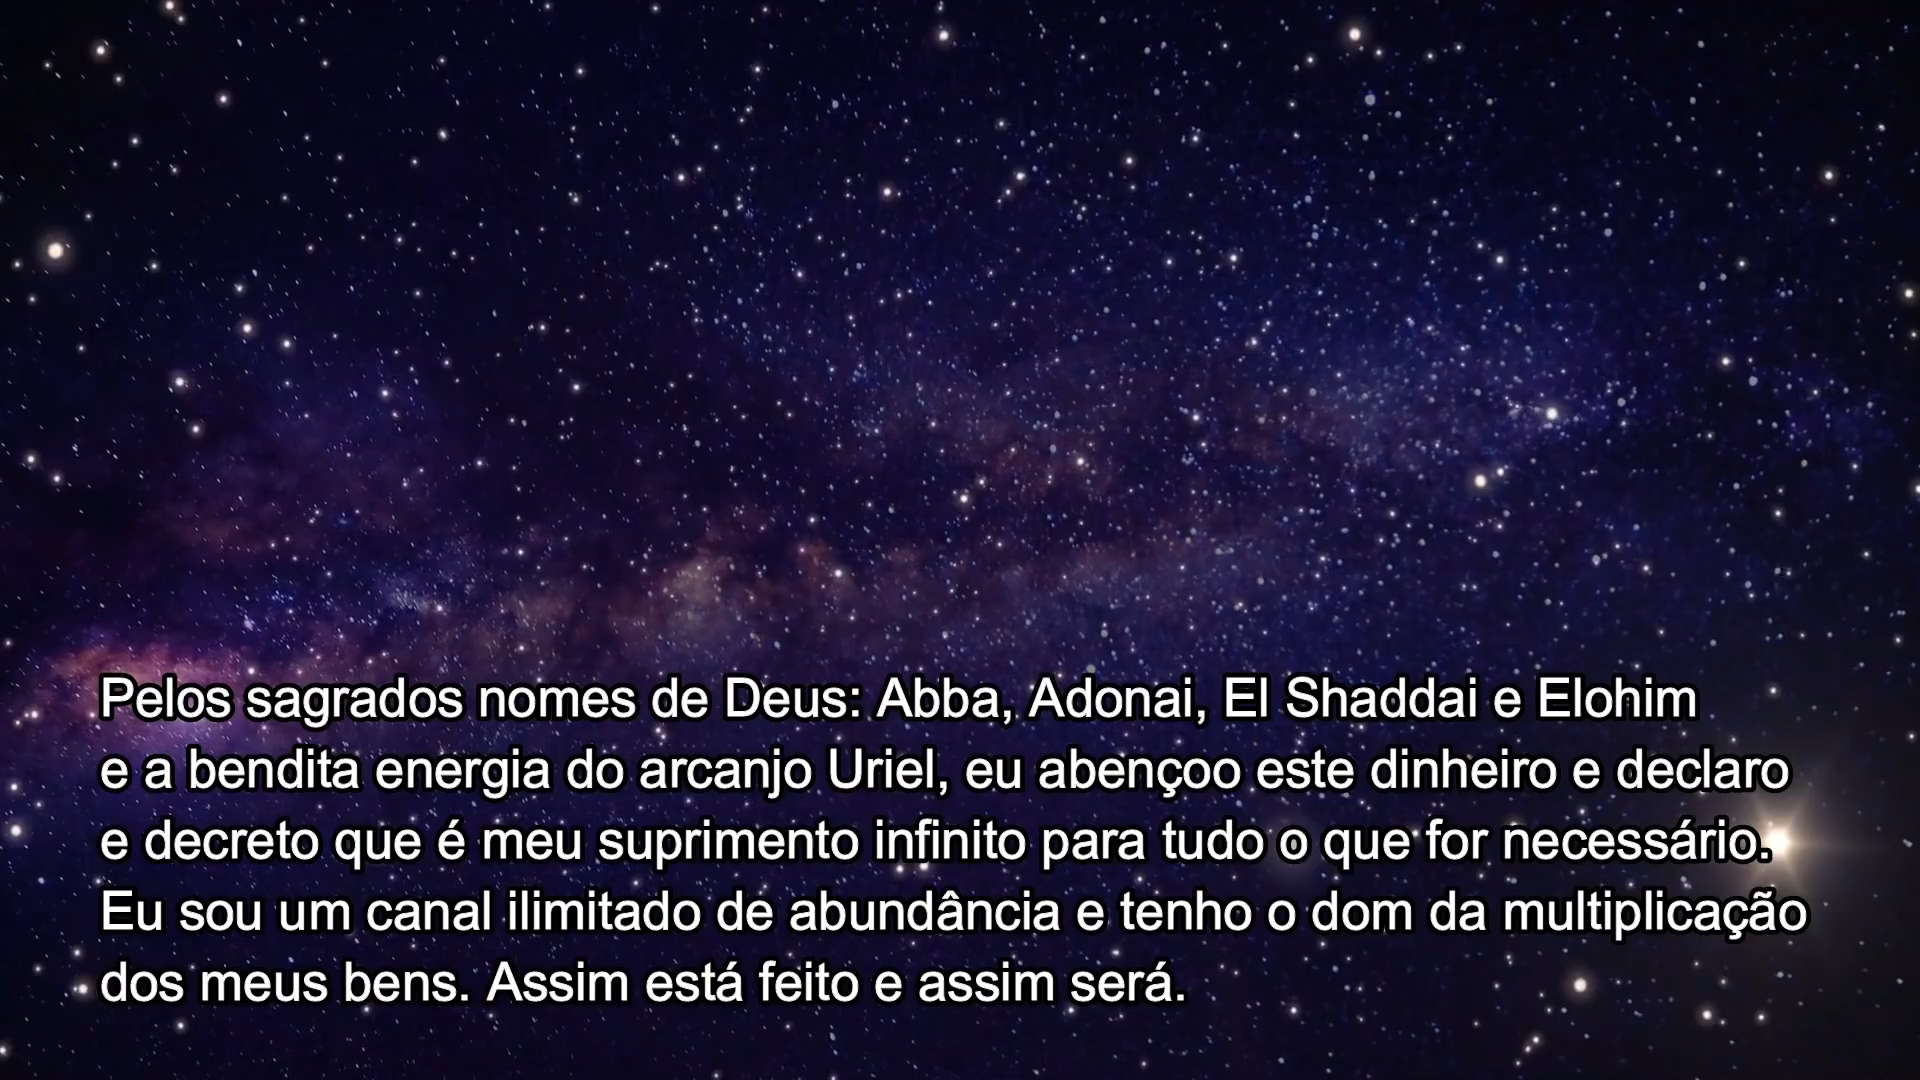 Pelos sagrados nomes de Deus: Abba, Adonai, El Shaddai e Elohim
e a bendita energia do arcanjo Uriel, eu abençoo este dinheiro e declaro
e decreto que é meu suprimento infinito para tudo o que for necessário.
Eu sou um canal ilimitado de abundância e tenho o dom da multiplicação
dos meus bens. Assim está feito e assim será.